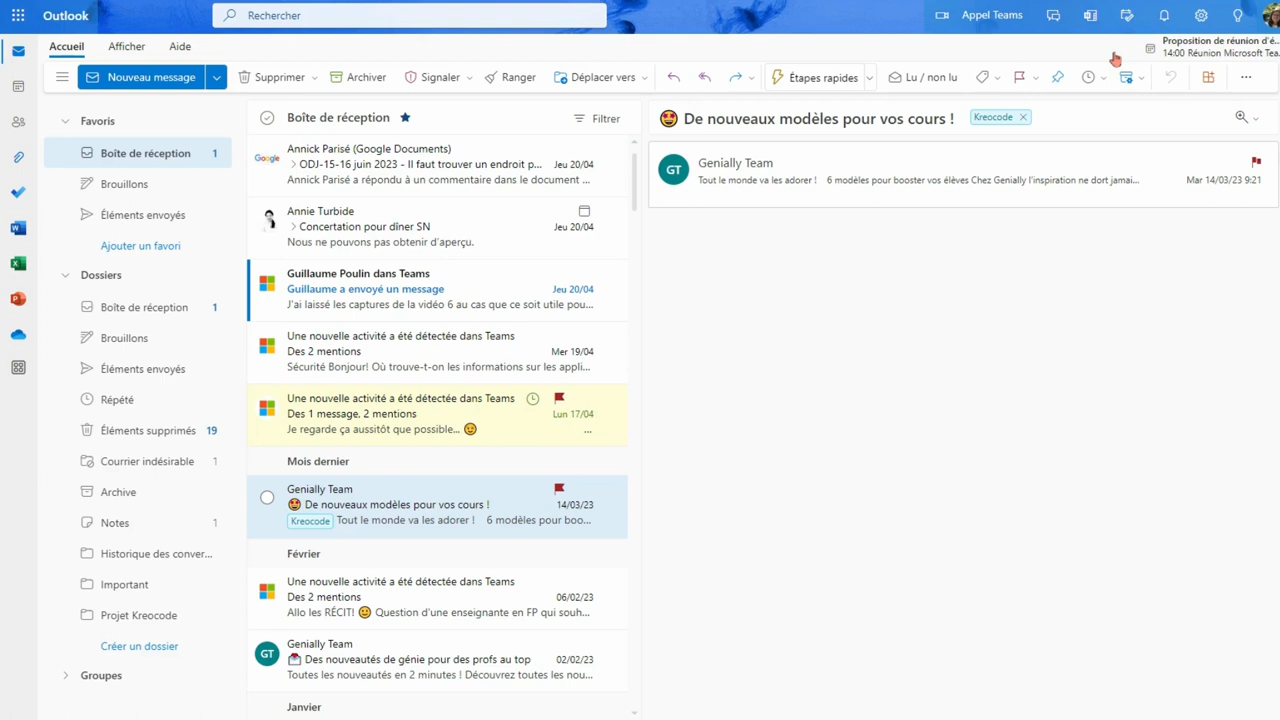 Outlook
Rechercher
Appel Teams
Accueil
Afficher
Aide
Proposition de réunion d'é...
14:00 Réunion Microsoft Tea...
Nouveau message
Supprimer
Archiver
Signaler
Ranger
Déplacer vers
Étapes rapides
Lu / non lu
Favoris
Boîte de réception 1
Brouillons
Éléments envoyés
Ajouter un favori
Dossiers
Boîte de réception 1
Brouillons
Éléments envoyés
Répété
Éléments supprimés 19
Courrier indésirable 1
Archive
Notes 1
Historique des conver...
Important
Projet Kreocode
Créer un dossier
Groupes
Boîte de réception
Filtrer
Google
Annick Parisé (Google Documents)
ODJ-15-16 juin 2023 - Il faut trouver un endroit p... Jeu 20/04
Annick Parisé a répondu à un commentaire dans le document ...
Annie Turbide
Concertation pour dîner SN Jeu 20/04
Nous ne pouvons pas obtenir d'aperçu.
Guillaume Poulin dans Teams
Guillaume a envoyé un message Jeu 20/04
J'ai laissé les captures de la vidéo 6 au cas que ce soit utile pou...
Une nouvelle activité a été détectée dans Teams
Des 2 mentions Mer 19/04
Sécurité Bonjour! Où trouve-t-on les informations sur les appli...
Une nouvelle activité a été détectée dans Teams
Des 1 message, 2 mentions Lun 17/04
Je regarde ça aussitôt que possible... 😉 ...
Mois dernier
Genially Team
🤩 De nouveaux modèles pour vos cours ! 14/03/23
Kreocode Tout le monde va les adorer ! 6 modèles pour boo...
Février
Une nouvelle activité a été détectée dans Teams
Des 2 mentions 06/02/23
Allo les RÉCIT! 😉 Question d'une enseignante en FP qui souh...
GT
Genially Team
Des nouveautés de génie pour des profs au top 02/02/23
Toutes les nouveautés en 2 minutes ! Découvrez toutes les nou...
Janvier
🤩 De nouveaux modèles pour vos cours ! Kreocode
GT
Genially Team
Tout le monde va les adorer ! 6 modèles pour booster vos élèves Chez Genially l'inspiration ne dort jamai... Mar 14/03/23 9:21